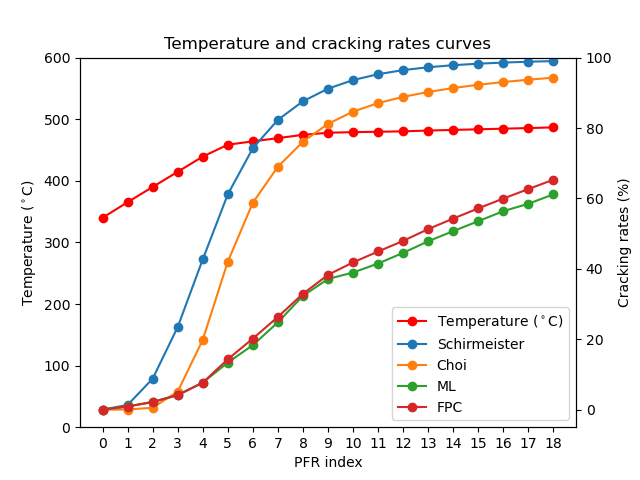 Temperature and cracking rates curves
600
500
400
300
200
100
0
Temperature (°C)
100
80
60
40
20
0
Cracking rates (%)
Temperature (°C)
Schirmeister
Choi
ML
FPC
0 1 2 3 4 5 6 7 8 9 10 11 12 13 14 15 16 17 18
PFR index